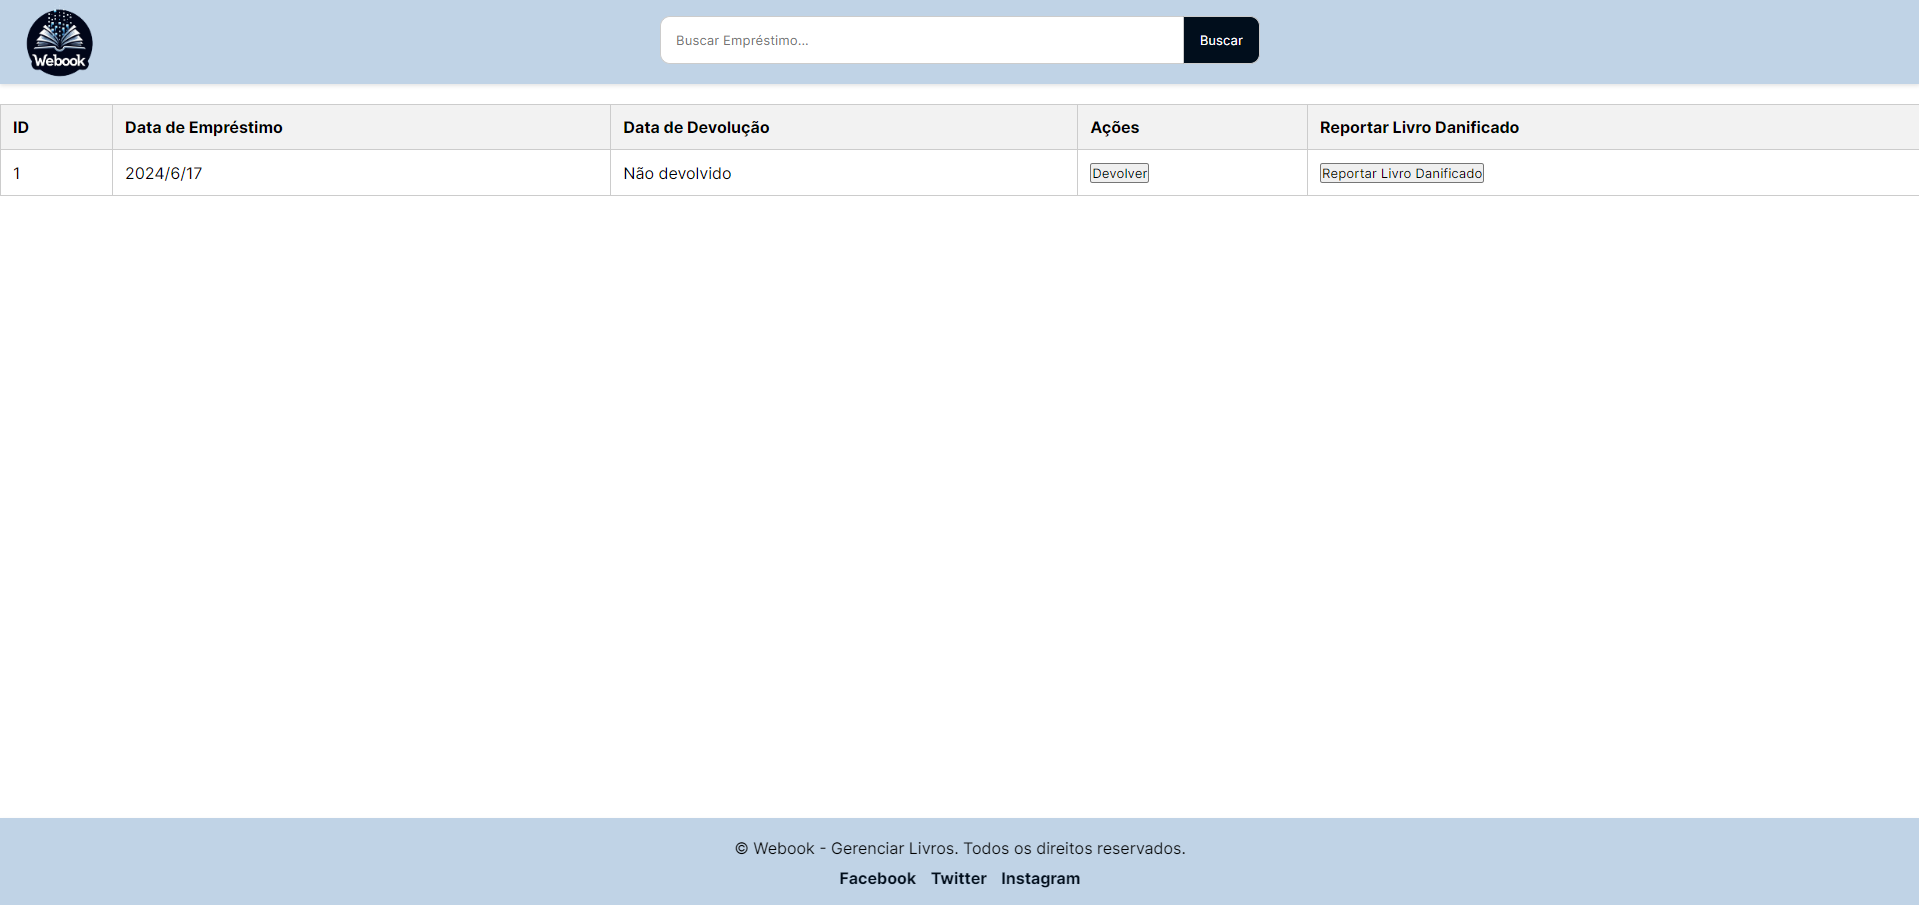 Webook
Buscar Empréstimo...
Buscar
ID Data de Empréstimo Data de Devolução Ações Reportar Livro Danificado
1 2024/6/17 Não devolvido Devolver Reportar Livro Danificado
© Webook - Gerenciar Livros. Todos os direitos reservados.
Facebook Twitter Instagram